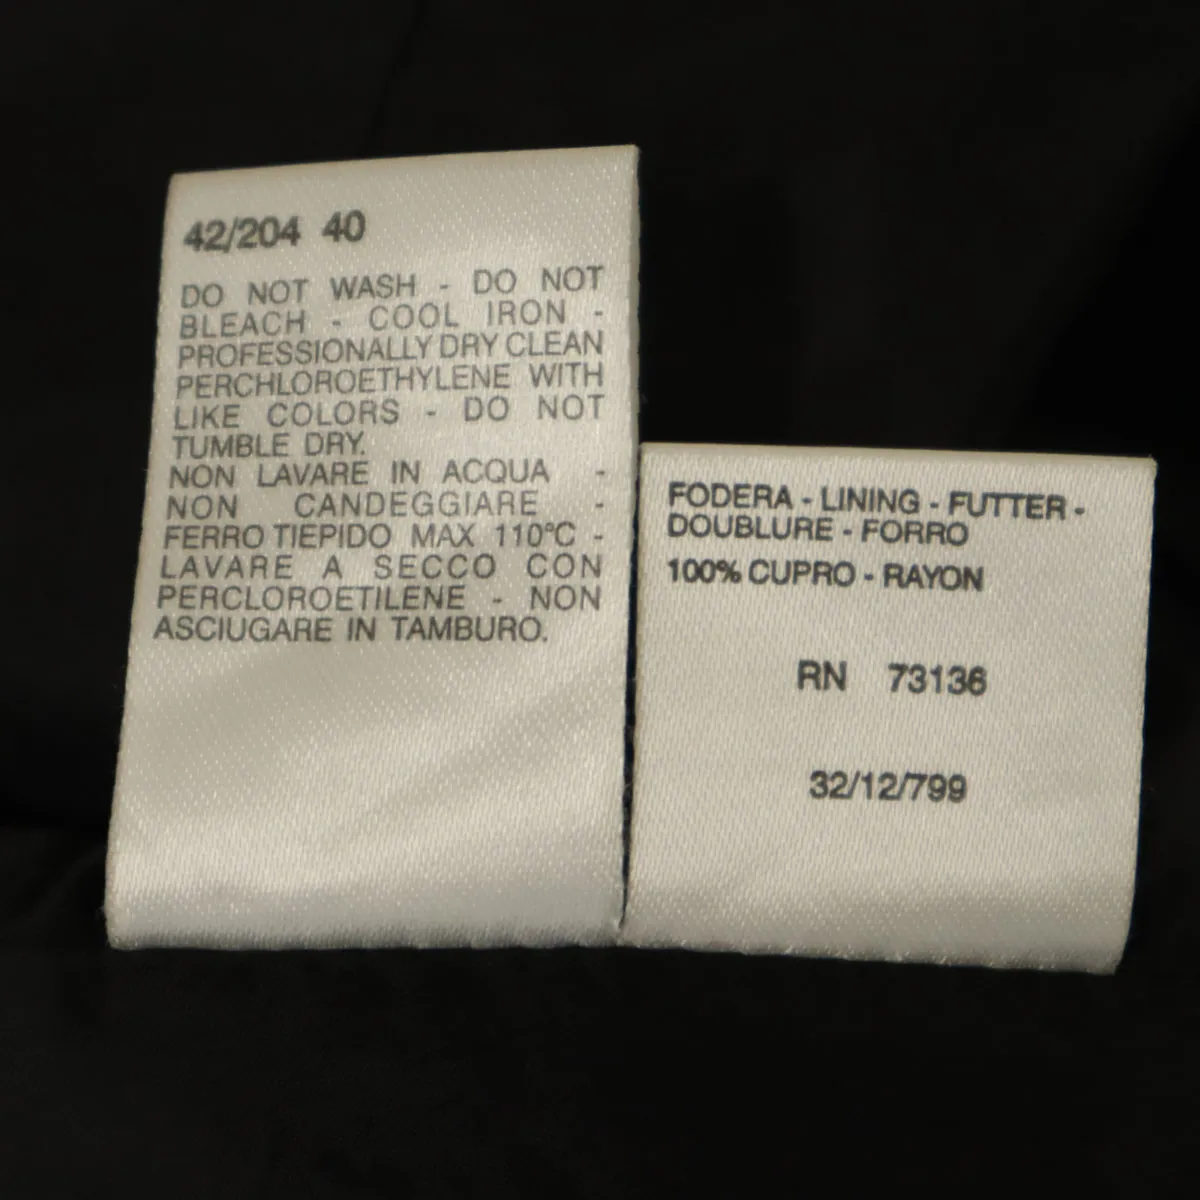 42/204 40
DO NOT WASH - DO NOT
BLEACH - COOL IRON -
PROFESSIONALLY DRY CLEAN
PERCHLOROETHYLENE WITH
LIKE COLORS - DO NOT
TUMBLE DRY.
NON LAVARE IN ACQUA -
NON CANDEGGIARE -
FERRO TIEPIDO MAX 110°C -
LAVARE A SECCO CON
PERCLOROETILENE - NON
ASCIUGARE IN TAMBURO.
FODERA - LINING - FUTTER -
DOUBLURE - FORRO
100% CUPRO - RAYON
RN 73136
32/12/799